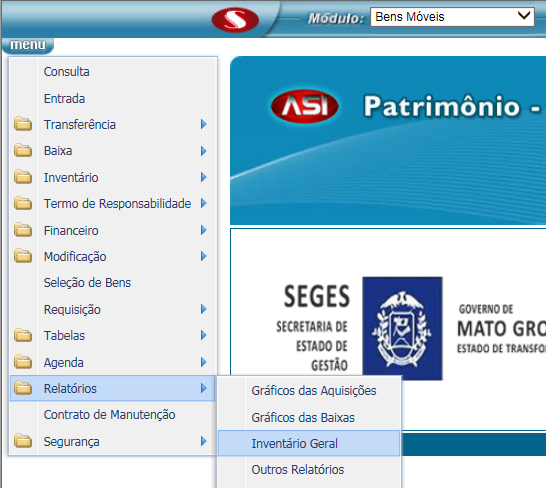 S
Módulo:
Bens Móveis
menu
Consulta
Entrada
Transferência
Baixa
Inventário
Termo de Responsabilidade
Financeiro
Modificação
Seleção de Bens
Requisição
Tabelas
Agenda
Relatórios
Contrato de Manutenção
Segurança
Gráficos das Aquisições
Gráficos das Baixas
Inventário Geral
Outros Relatórios
ASI
Patrimônio -
SEGES
SECRETARIA DE
ESTADO DE
GESTÃO
GOVERNO DE
MATO GRO
ESTADO DE TRANSFO